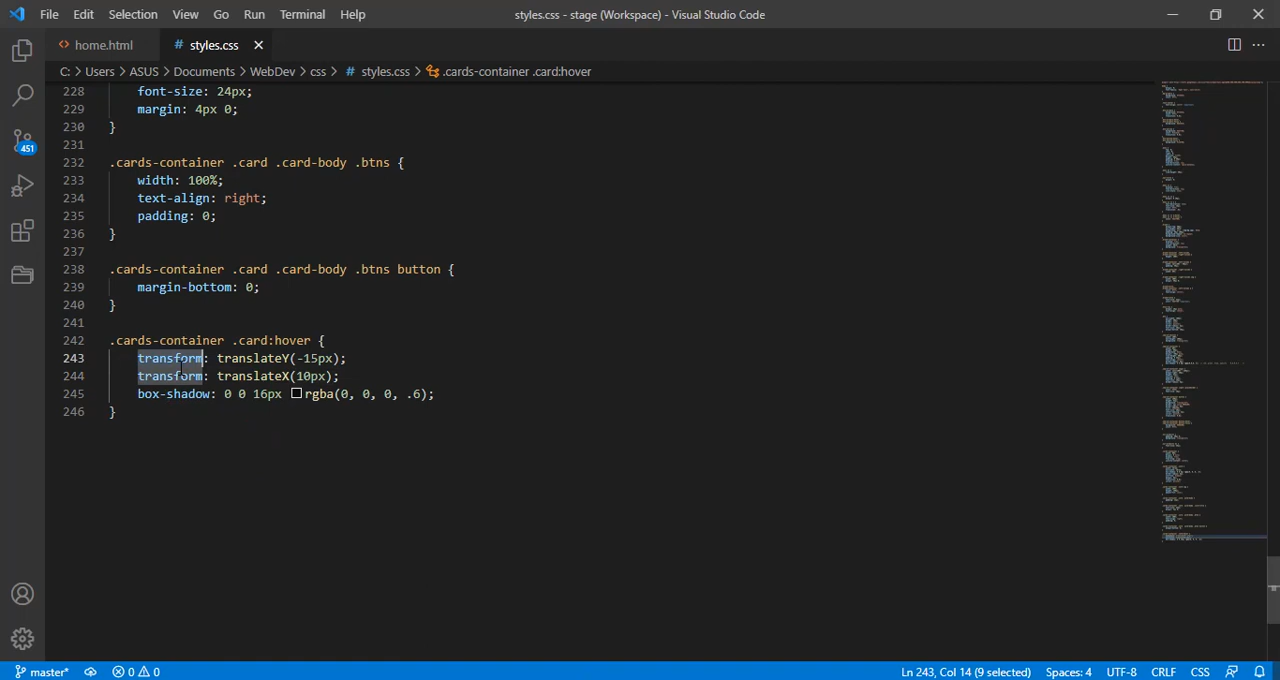 File Edit Selection View Go Run Terminal Help
styles.css - stage (Workspace) - Visual Studio Code
home.html
# styles.css
C: > Users > ASUS > Documents > WebDev > css > # styles.css > .cards-container .card:hover
228 font-size: 24px;
229 margin: 4px 0;
230 }
231
232 .cards-container .card .card-body .btns {
233 width: 100%;
234 text-align: right;
235 padding: 0;
236 }
237
238 .cards-container .card .card-body .btns button {
239 margin-bottom: 0;
240 }
241
242 .cards-container .card:hover {
243 transform: translateY(-15px);
244 transform: translateX(10px);
245 box-shadow: 0 0 16px rgba(0, 0, 0, .6);
246 }
451
master* 0 0 Ln 243, Col 14 (9 selected) Spaces: 4 UTF-8 CRLF CSS